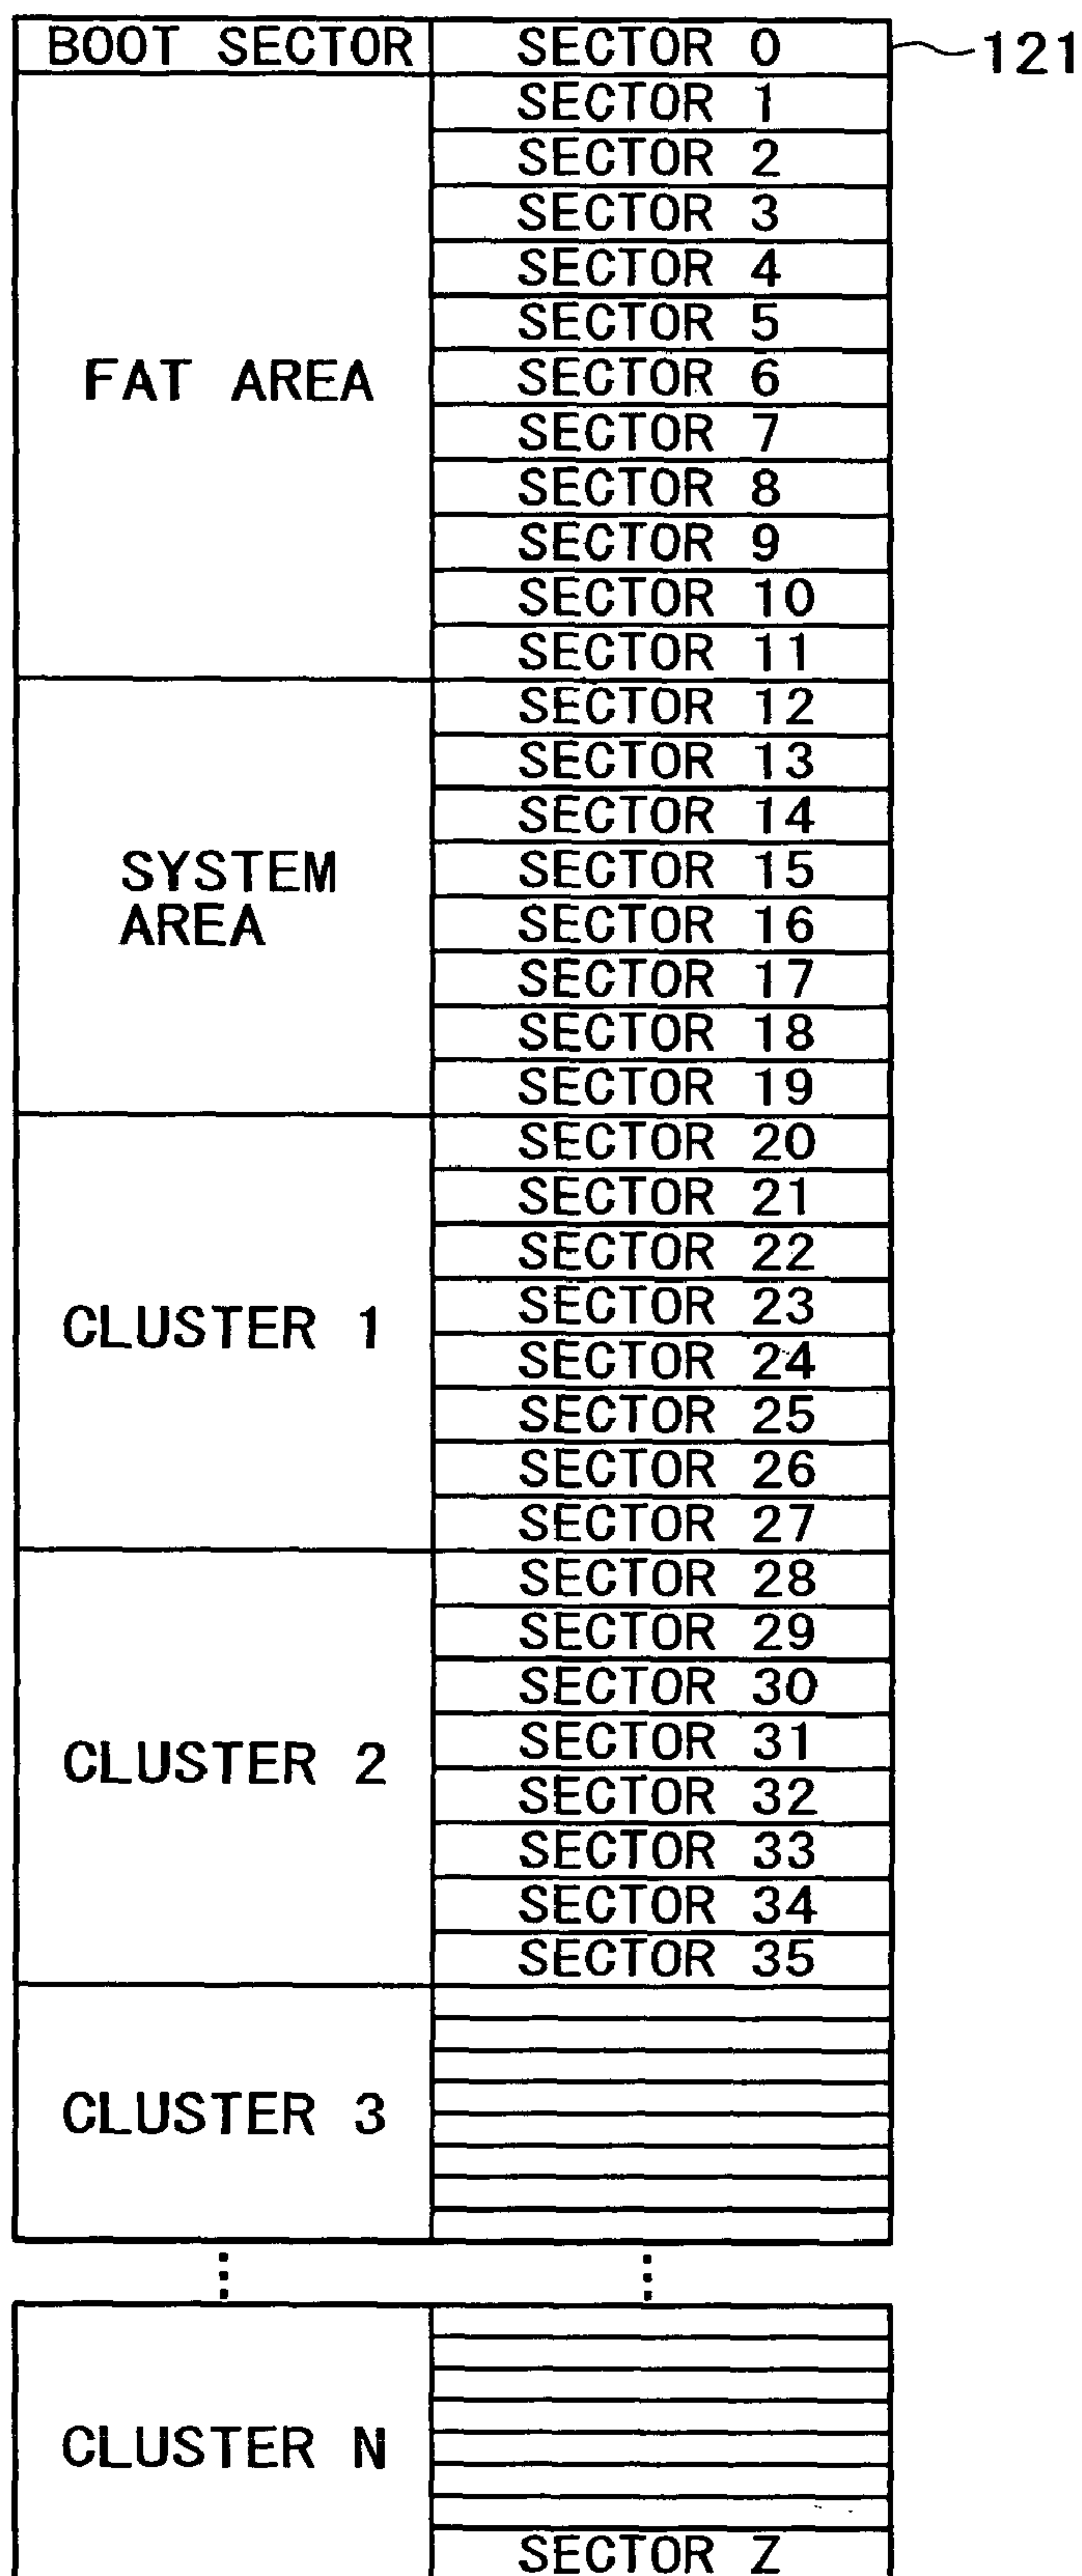 BOOT SECTOR SECTOR 0 121
SECTOR 1
SECTOR 2
SECTOR 3
SECTOR 4
SECTOR 5
FAT AREA SECTOR 6
SECTOR 7
SECTOR 8
SECTOR 9
SECTOR 10
SECTOR 11
SECTOR 12
SECTOR 13
SECTOR 14
SYSTEM SECTOR 15
AREA SECTOR 16
SECTOR 17
SECTOR 18
SECTOR 19
SECTOR 20
SECTOR 21
SECTOR 22
CLUSTER 1 SECTOR 23
SECTOR 24
SECTOR 25
SECTOR 26
SECTOR 27
SECTOR 28
SECTOR 29
SECTOR 30
CLUSTER 2 SECTOR 31
SECTOR 32
SECTOR 33
SECTOR 34
SECTOR 35
CLUSTER 3
CLUSTER N
SECTOR Z